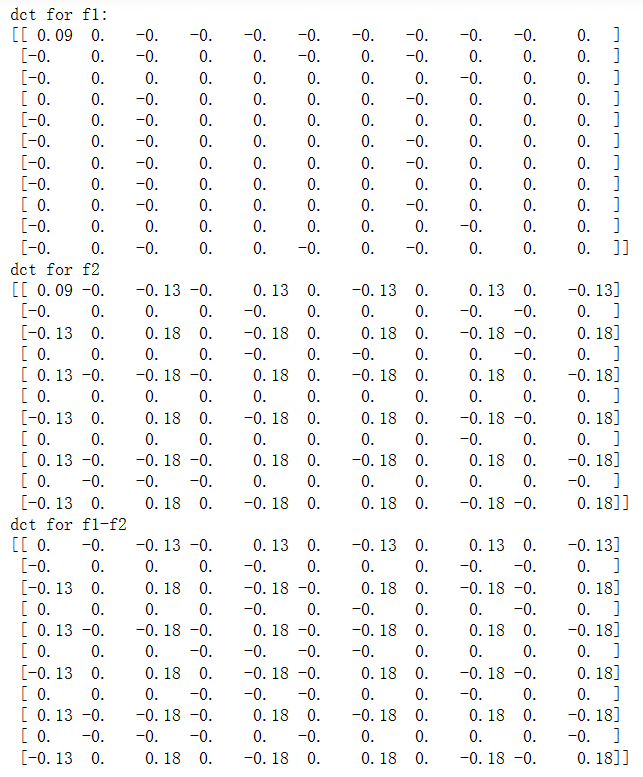 dct for f1:
[[ 0.09  0.   -0.   -0.   -0.   -0.   -0.   -0.   -0.   -0.    0.  ]
 [-0.    0.   -0.    0.    0.   -0.    0.   -0.    0.    0.    0.  ]
 [-0.    0.    0.    0.    0.    0.    0.    0.   -0.    0.    0.  ]
 [ 0.    0.   -0.    0.    0.    0.    0.   -0.    0.    0.    0.  ]
 [-0.    0.   -0.    0.    0.    0.    0.    0.    0.    0.    0.  ]
 [-0.    0.   -0.    0.    0.    0.    0.   -0.    0.    0.    0.  ]
 [-0.    0.   -0.    0.    0.    0.    0.   -0.    0.    0.    0.  ]
 [-0.    0.   -0.    0.    0.    0.    0.    0.    0.    0.    0.  ]
 [ 0.    0.   -0.    0.    0.    0.    0.   -0.    0.    0.    0.  ]
 [-0.    0.    0.    0.    0.    0.    0.    0.   -0.    0.    0.  ]
 [-0.    0.   -0.    0.    0.   -0.    0.   -0.    0.    0.    0.  ]]
dct for f2
[[ 0.09 -0.   -0.13 -0.    0.13  0.   -0.13  0.    0.13  0.   -0.13]
 [-0.    0.    0.    0.   -0.    0.    0.    0.   -0.   -0.    0.  ]
 [-0.13  0.    0.18  0.   -0.18  0.    0.18  0.   -0.18 -0.    0.18]
 [ 0.    0.    0.    0.   -0.    0.   -0.    0.    0.   -0.    0.  ]
 [ 0.13 -0.   -0.18 -0.    0.18  0.   -0.18  0.    0.18  0.   -0.18]
 [ 0.    0.    0.    0.    0.    0.    0.    0.    0.    0.    0.  ]
 [-0.13  0.    0.18  0.   -0.18  0.    0.18  0.   -0.18 -0.    0.18]
 [ 0.    0.    0.    0.    0.    0.    0.    0.   -0.    0.    0.  ]
 [ 0.13 -0.   -0.18 -0.    0.18  0.   -0.18  0.    0.18  0.   -0.18]
 [ 0.   -0.   -0.   -0.    0.    0.    0.    0.    0.    0.   -0.  ]
 [-0.13  0.    0.18  0.   -0.18  0.    0.18  0.   -0.18 -0.    0.18]]
dct for f1-f2
[[ 0.   -0.   -0.13 -0.    0.13  0.   -0.13  0.    0.13  0.   -0.13]
 [-0.    0.    0.    0.   -0.    0.    0.    0.   -0.   -0.    0.  ]
 [-0.13  0.    0.18  0.   -0.18 -0.    0.18  0.   -0.18 -0.    0.18]
 [ 0.    0.    0.    0.   -0.    0.   -0.    0.    0.   -0.    0.  ]
 [ 0.13 -0.   -0.18 -0.    0.18 -0.   -0.18  0.    0.18  0.   -0.18]
 [ 0.    0.    0.   -0.   -0.   -0.   -0.    0.    0.    0.    0.  ]
 [-0.13  0.    0.18  0.   -0.18 -0.    0.18  0.   -0.18 -0.    0.18]
 [ 0.    0.    0.   -0.   -0.   -0.    0.    0.   -0.    0.    0.  ]
 [ 0.13 -0.   -0.18 -0.    0.18  0.   -0.18  0.    0.18  0.   -0.18]
 [ 0.   -0.   -0.   -0.    0.   -0.    0.    0.    0.    0.   -0.  ]
 [-0.13  0.    0.18  0.   -0.18  0.    0.18  0.   -0.18 -0.    0.18]]